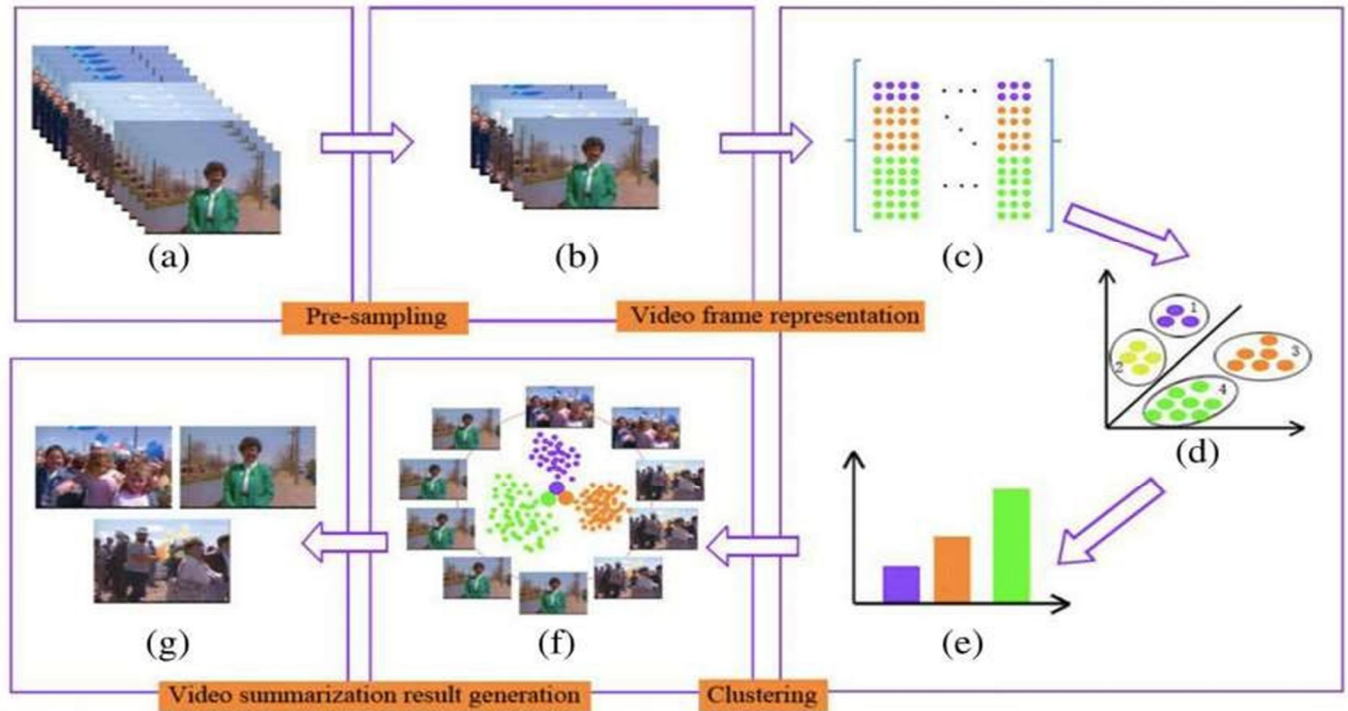 (a)
(b)
(c)
Pre-sampling
Video frame representation
1
2
3
4
(d)
(e)
(f)
(g)
Video summarization result generation
Clustering